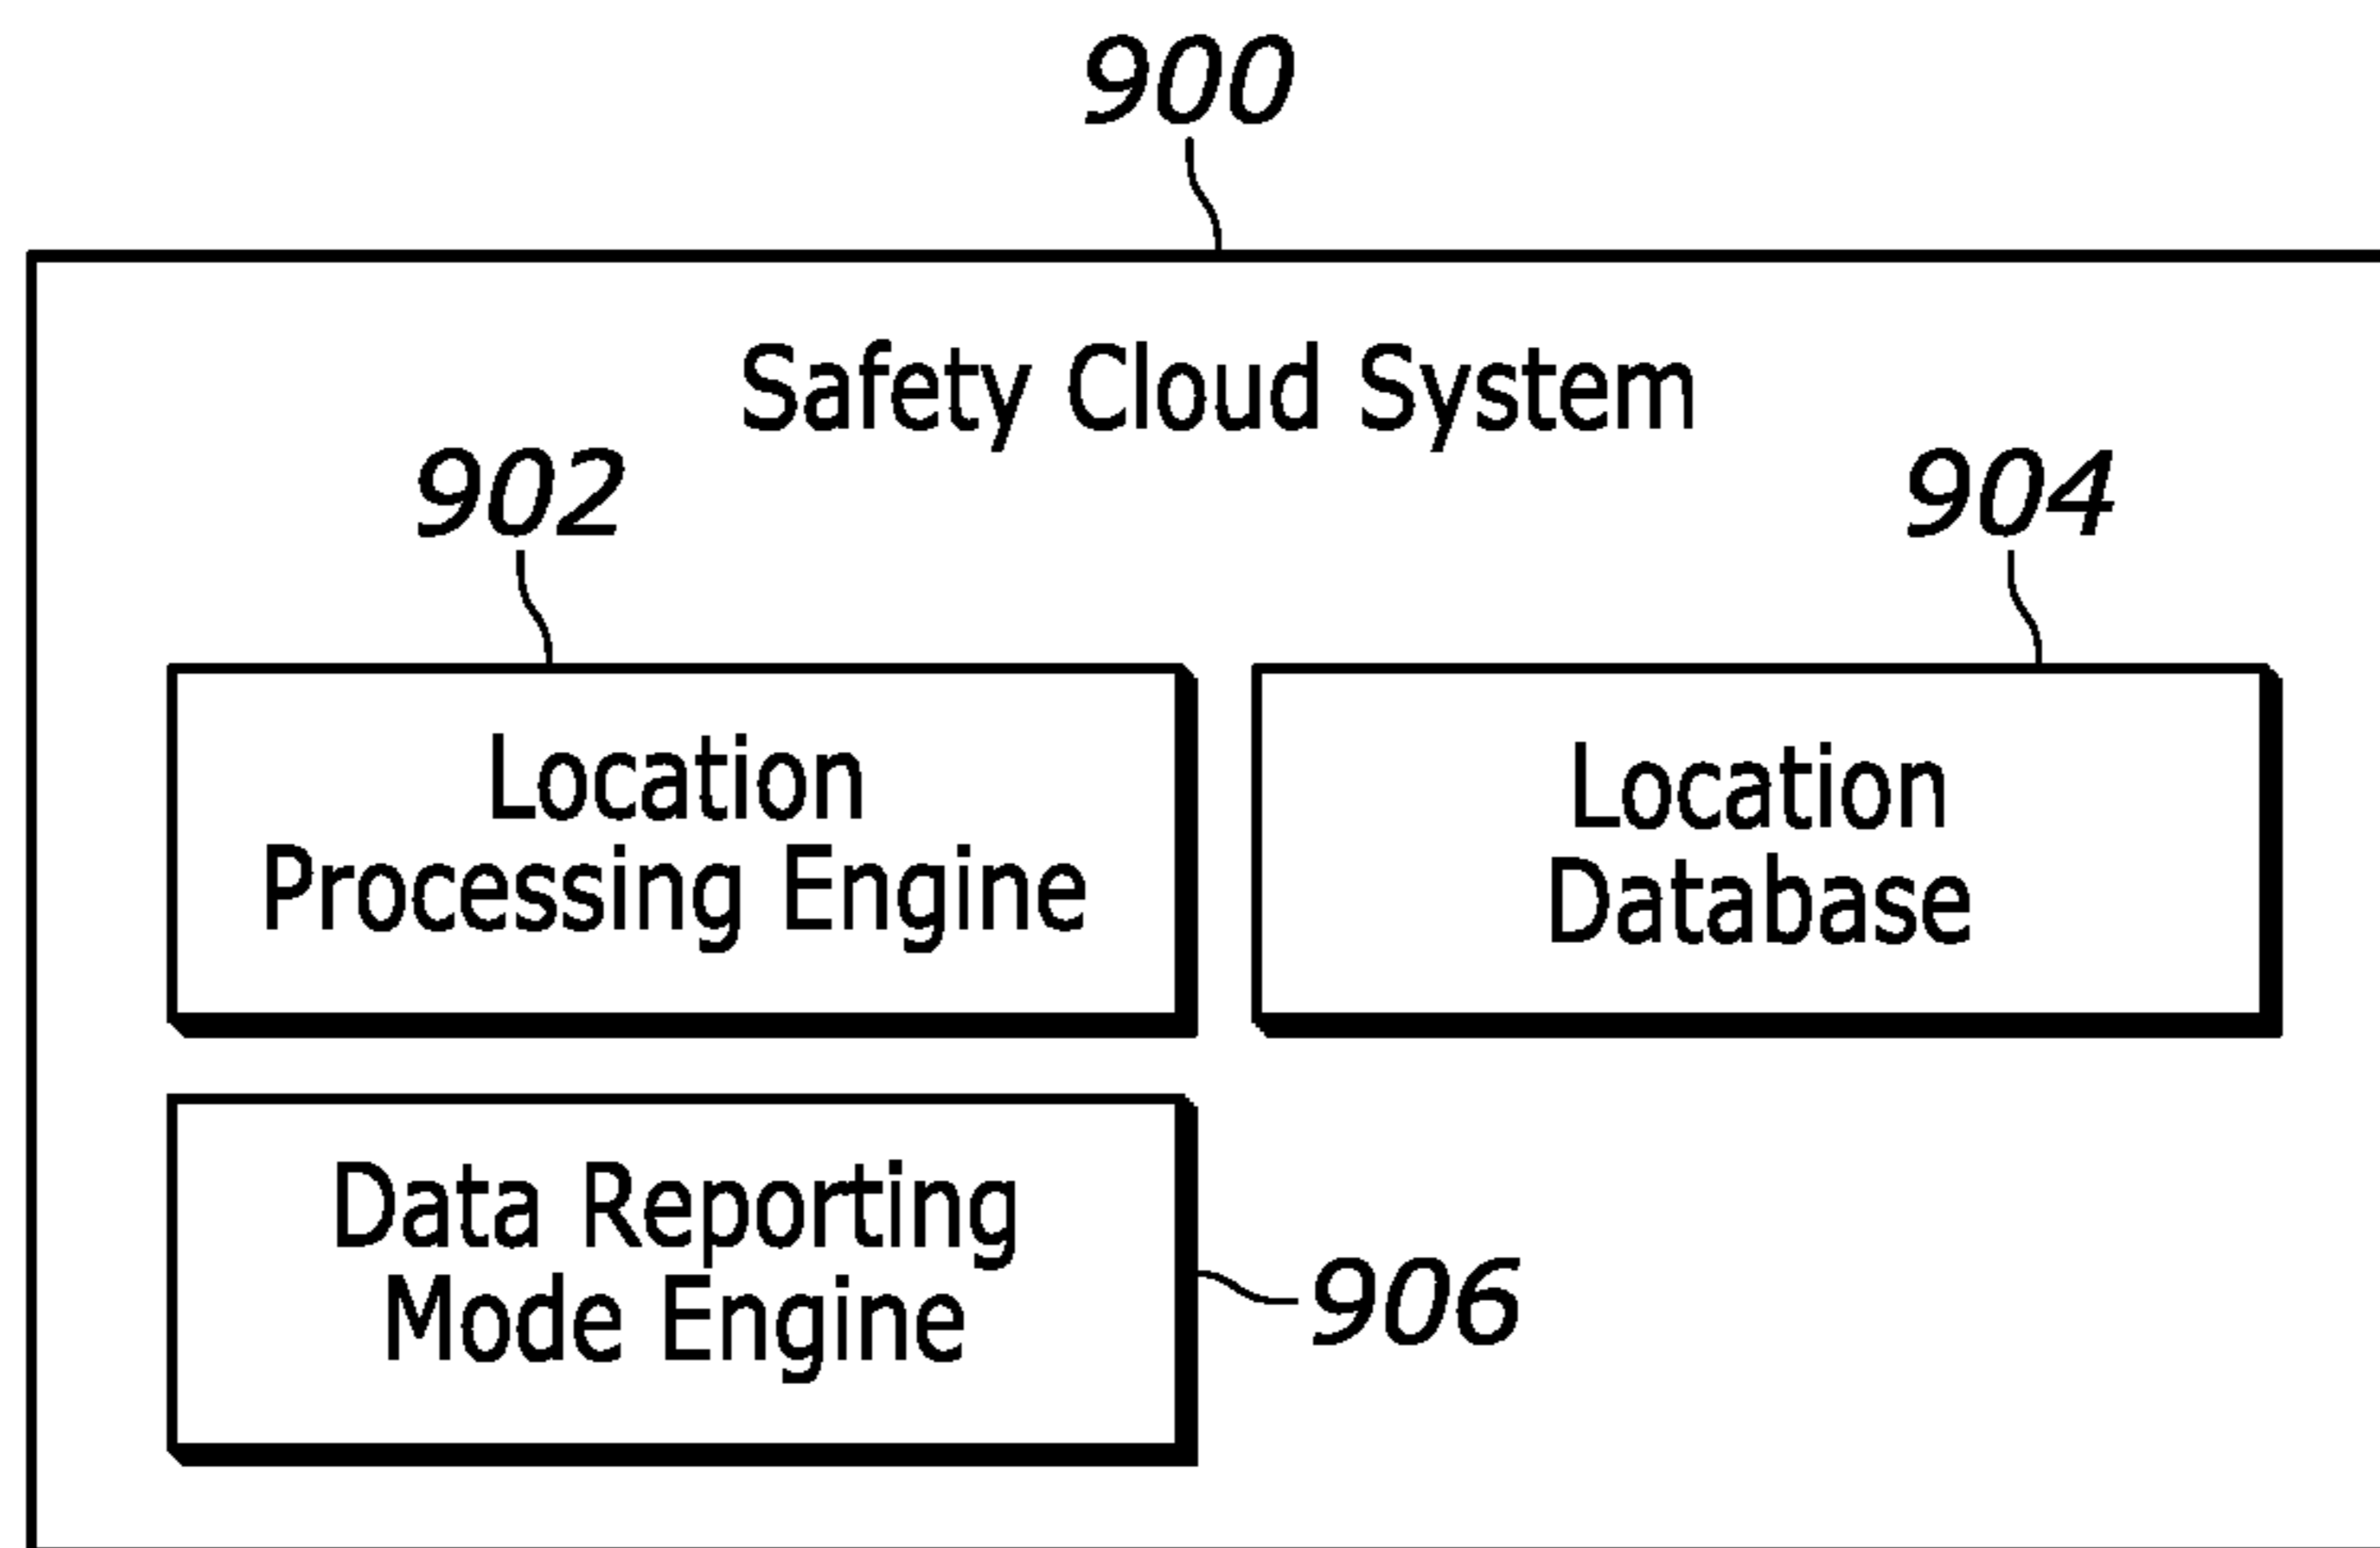 900
Safety Cloud System
902
904
Location
Processing Engine
Location
Database
Data Reporting
Mode Engine
906